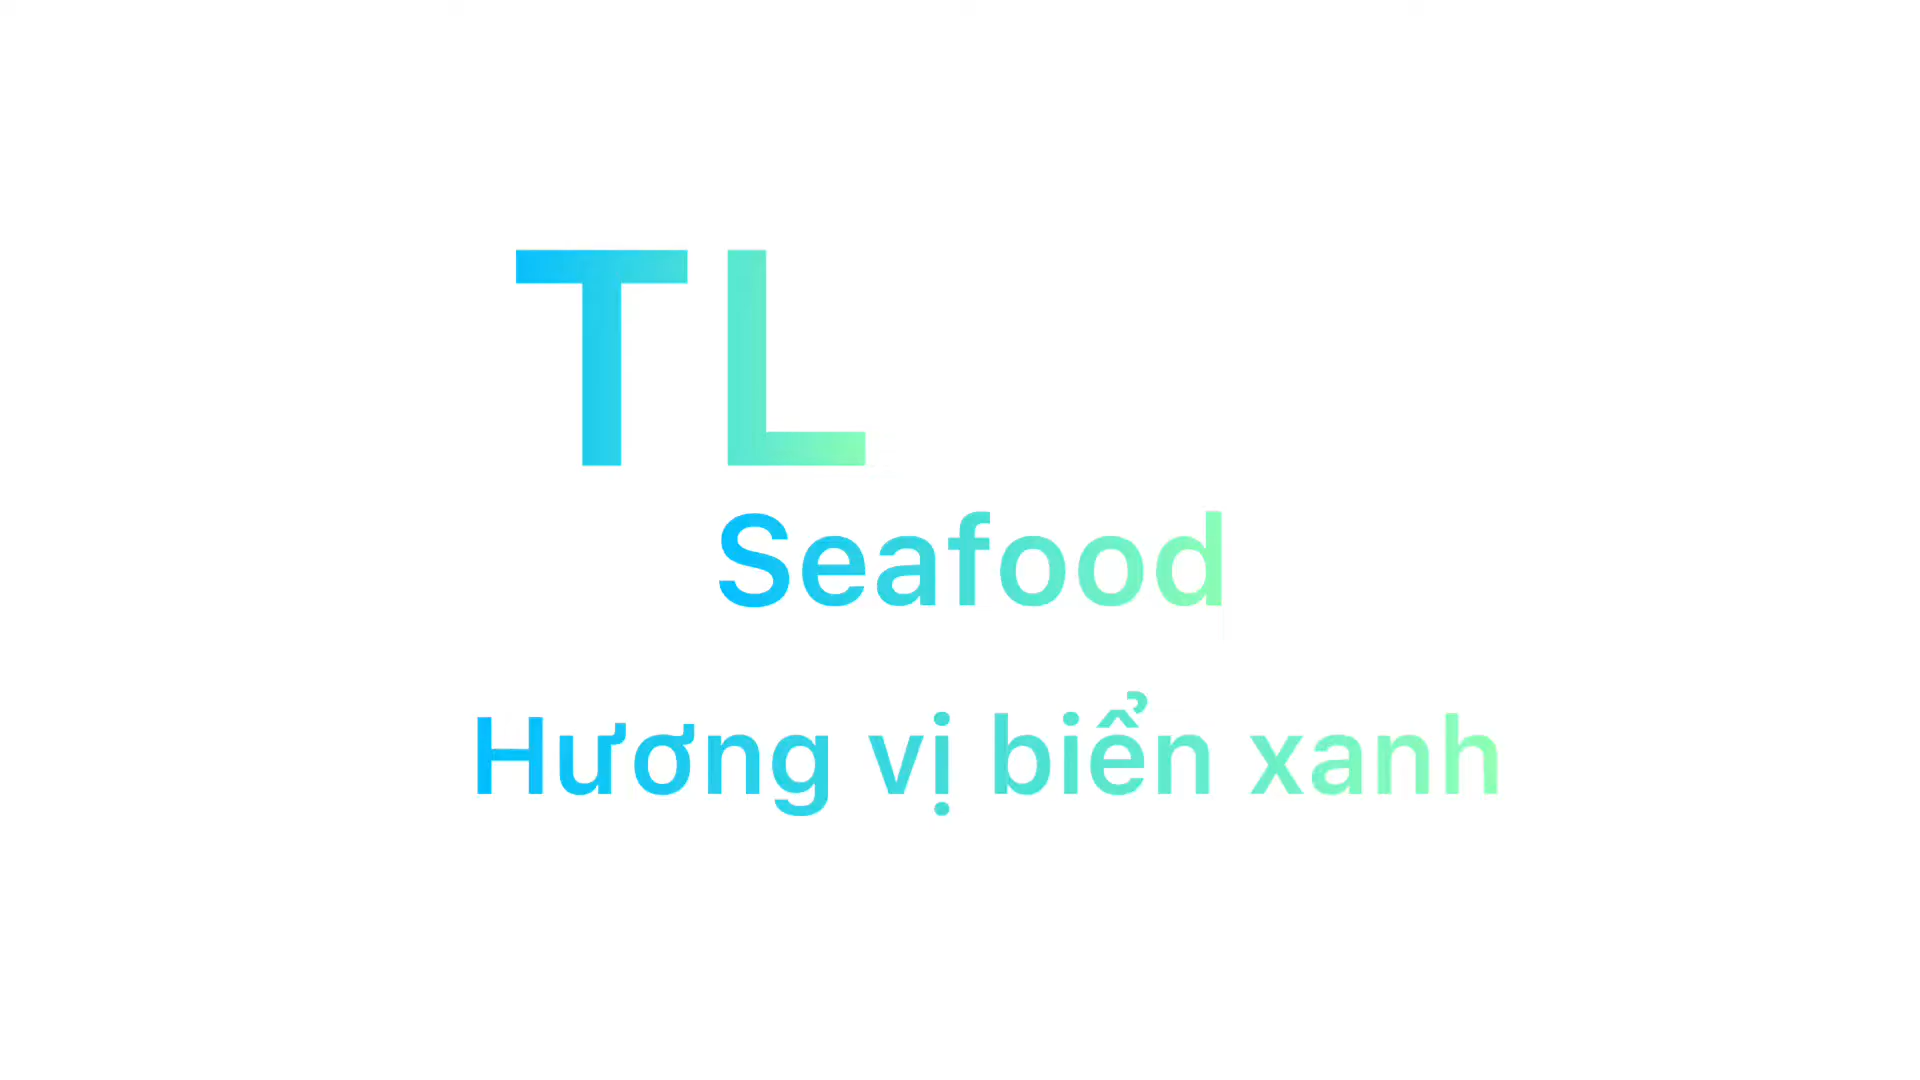 TL
Seafood
Hương vị biển xanh